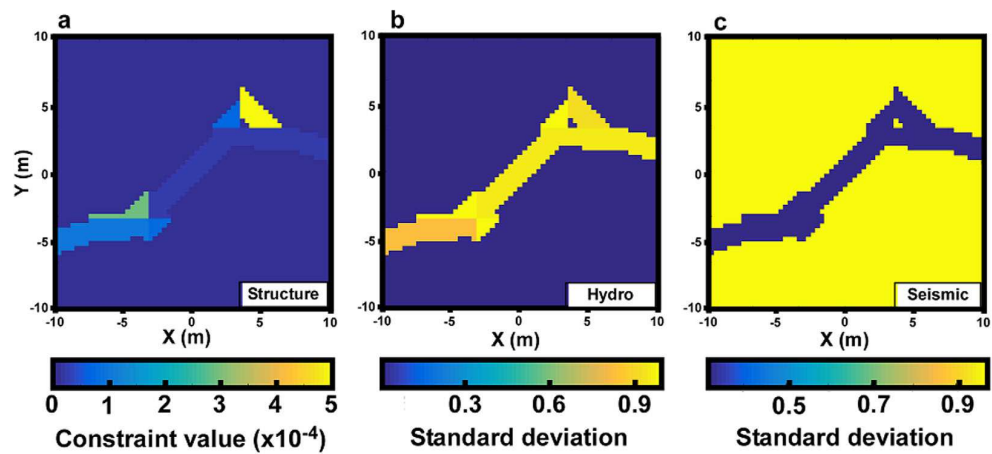 a
10
5
0
-5
-10
Y (m)
-10
-5
0
5
10
X (m)
Structure
0 1 2 3 4 5
Constraint value (x10⁻⁴)
b
10
5
0
-5
-10
-10
-5
0
5
10
X (m)
Hydro
0.3 0.6 0.9
Standard deviation
c
10
5
0
-5
-10
-10
-5
0
5
10
X (m)
Seismic
0.5 0.7 0.9
Standard deviation